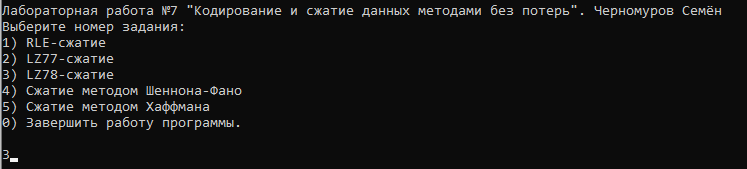 Лабораторная работа №7 "Кодирование и сжатие данных методами без потерь". Черномуров Семён
Выберите номер задания:
1) RLE-сжатие
2) LZ77-сжатие
3) LZ78-сжатие
4) Сжатие методом Шеннона-Фано
5) Сжатие методом Хаффмана
0) Завершить работу программы.
3